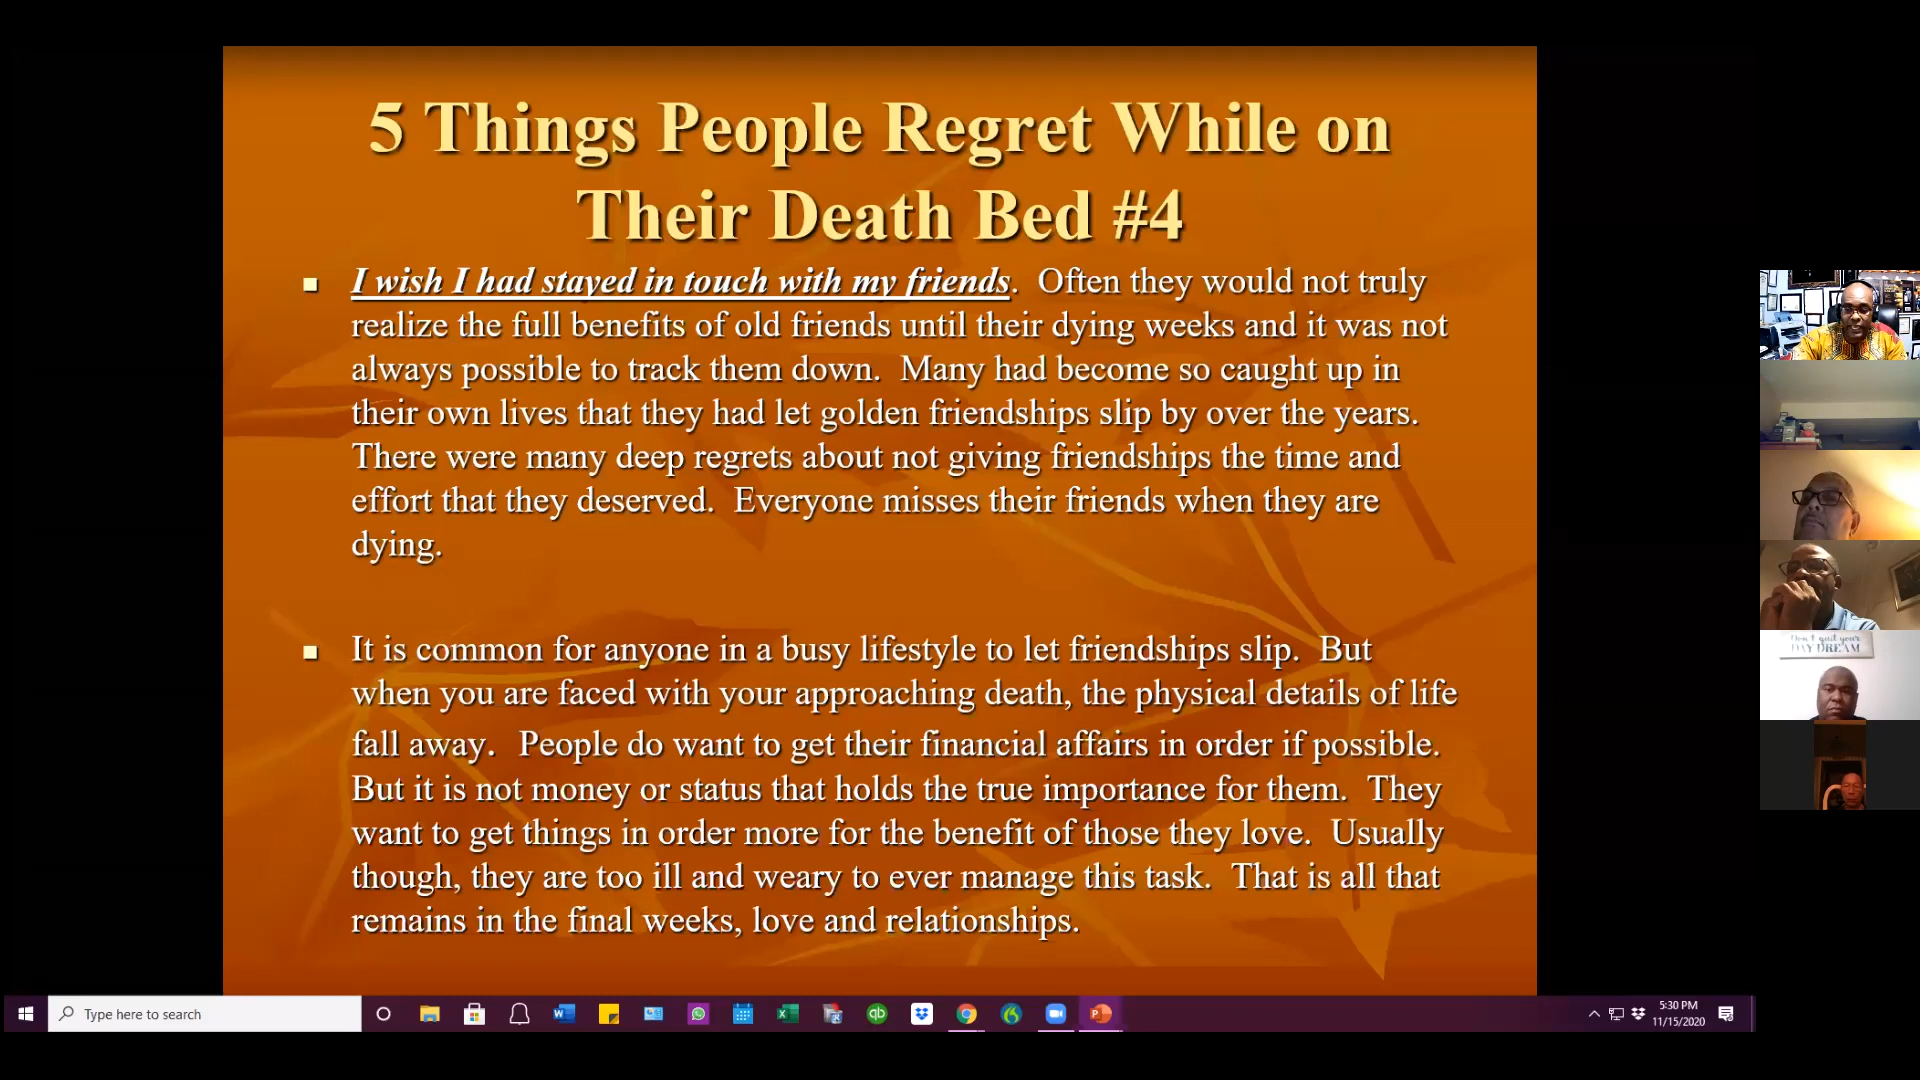 5 Things People Regret While on
Their Death Bed #4
I wish I had stayed in touch with my friends. Often they would not truly
realize the full benefits of old friends until their dying weeks and it was not
always possible to track them down. Many had become so caught up in
their own lives that they had let golden friendships slip by over the years.
There were many deep regrets about not giving friendships the time and
effort that they deserved. Everyone misses their friends when they are
dying.
It is common for anyone in a busy lifestyle to let friendships slip. But
when you are faced with your approaching death, the physical details of life
fall away. People do want to get their financial affairs in order if possible.
But it is not money or status that holds the true importance for them. They
want to get things in order more for the benefit of those they love. Usually
though, they are too ill and weary to ever manage this task. That is all that
remains in the final weeks, love and relationships.
Don't quit your
DAY DREAM
Type here to search
5:30 PM
11/15/2020